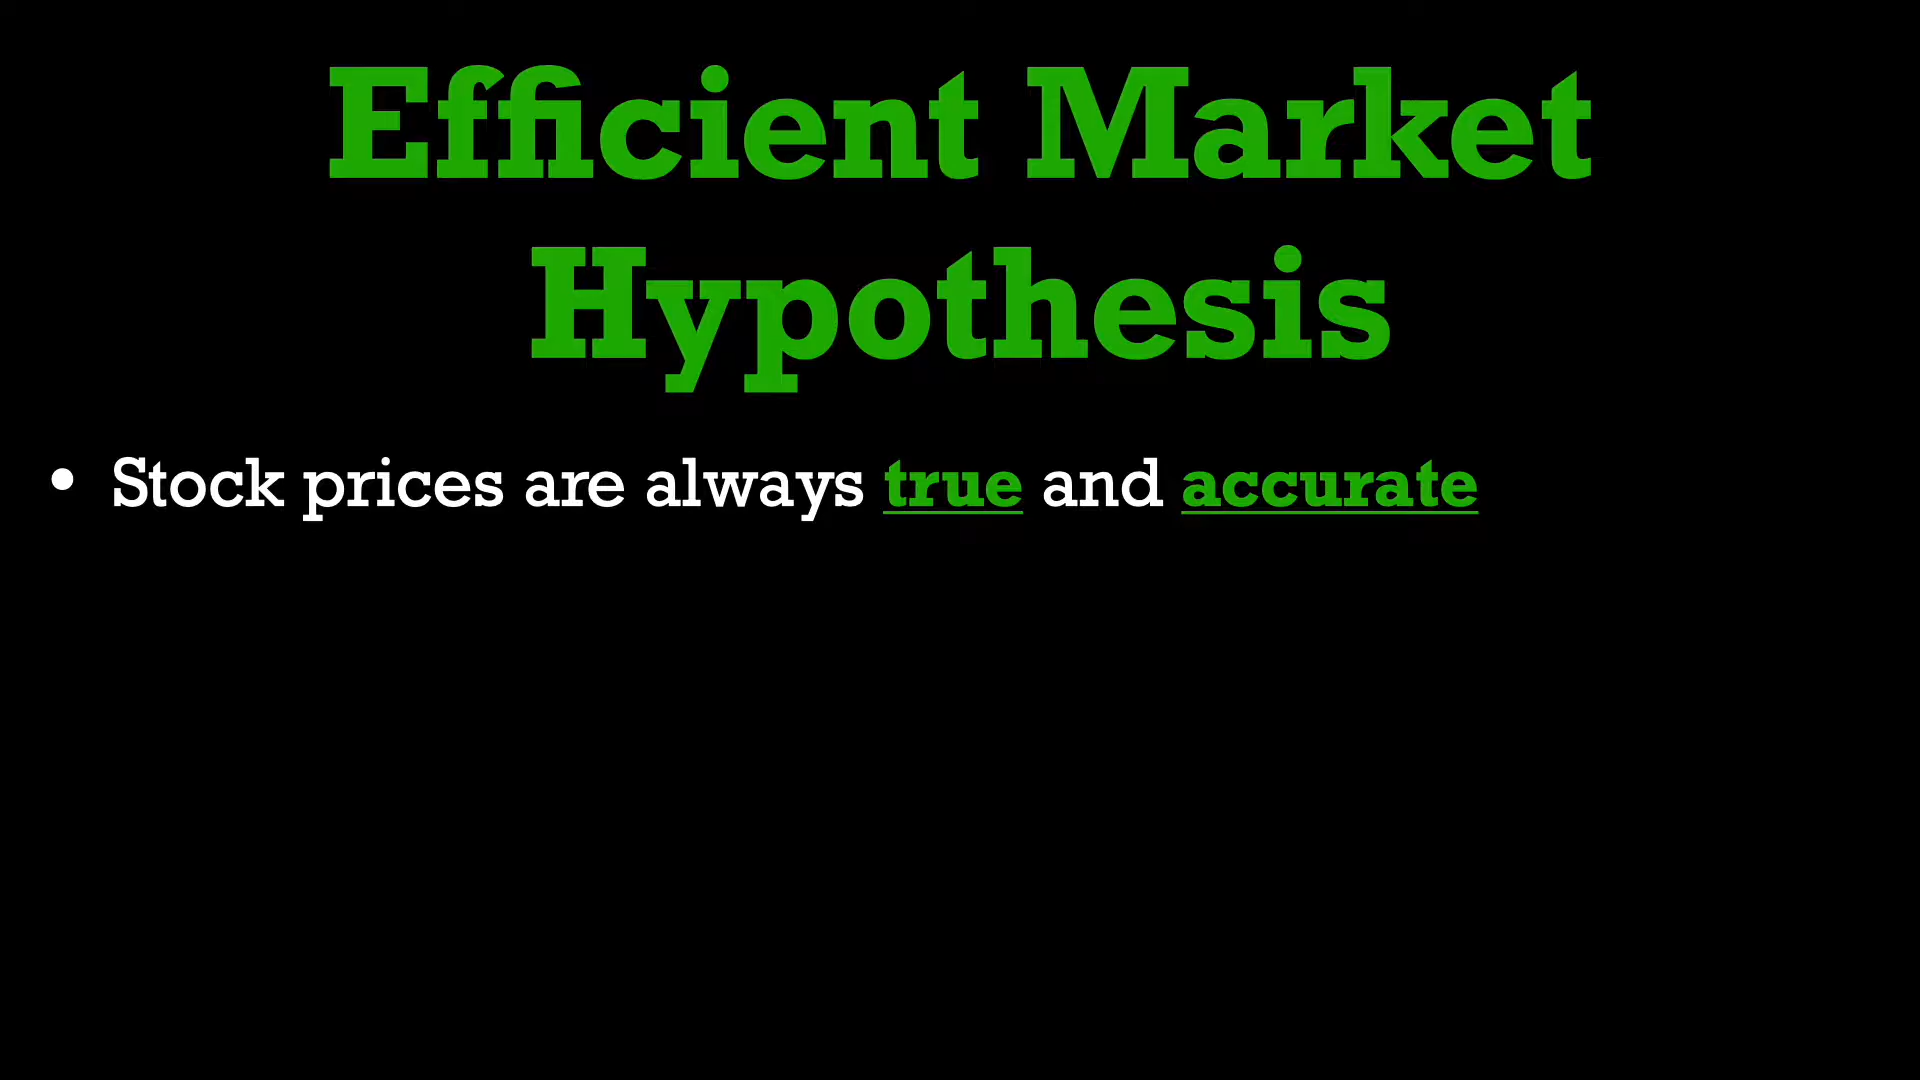 Efficient Market
Hypothesis
• Stock prices are always true and accurate